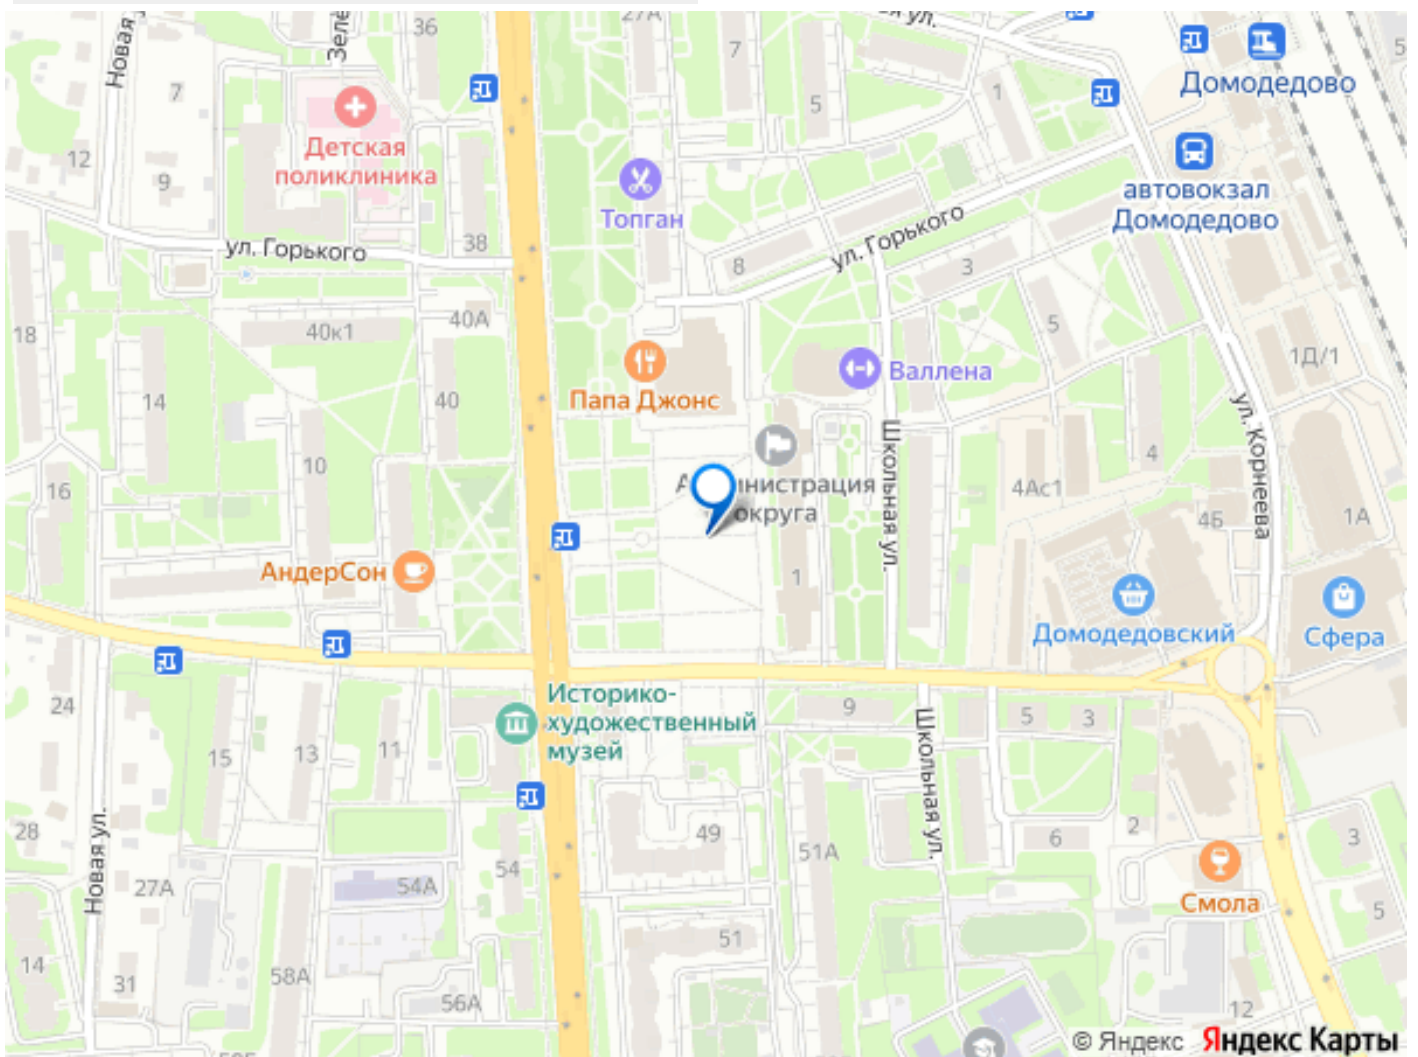 Новая
Зеле
36
27А
ул.
7
7
5
1
5
Домодедово
12
9
Детская
поликлиника
Топган
автовокзал
Домодедово
ул. Горького
38
8
ул. Горького
3
18
40к1
40А
5
1Д/1
14
40
Папа Джонс
Валлена
ул. Корнеева
Школьная ул.
16
10
4
4Ас1
4Б
1А
Администрация
округа
АндерСон
1
Домодедовский
Сфера
24
15
13
11
Историко-
художественный
музей
9
5
3
Школьная ул.
28
Новая ул.
27А
54А
54
49
51А
6
2
3
Смола
14
31
58А
56А
51
5
12
© Яндекс Яндекс Карты